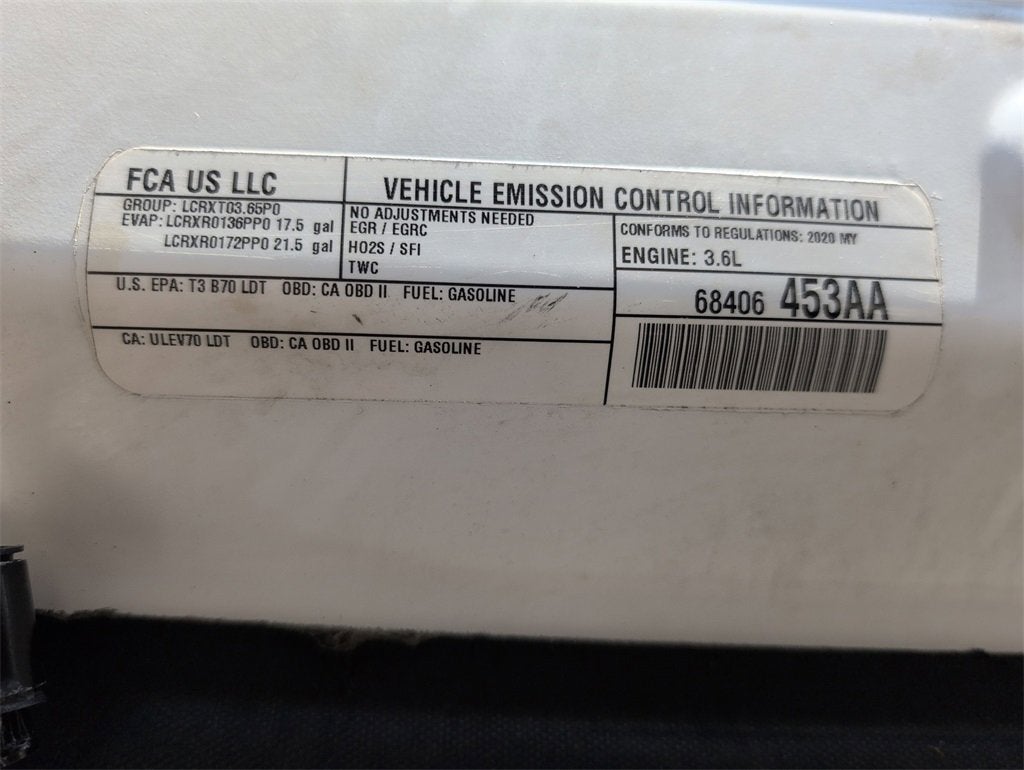 FCA US LLC
VEHICLE EMISSION CONTROL INFORMATION
GROUP: LCRXT03.65P0
EVAP: LCRXR0136PP0 17.5 gal
LCRXR0172PP0 21.5 gal
NO ADJUSTMENTS NEEDED
EGR / EGRC
HO2S / SFI
TWC
CONFORMS TO REGULATIONS: 2020 MY
ENGINE: 3.6L
U.S. EPA: T3 B70 LDT OBD: CA OBD II FUEL: GASOLINE
68406 453AA
CA: ULEV70 LDT OBD: CA OBD II FUEL: GASOLINE